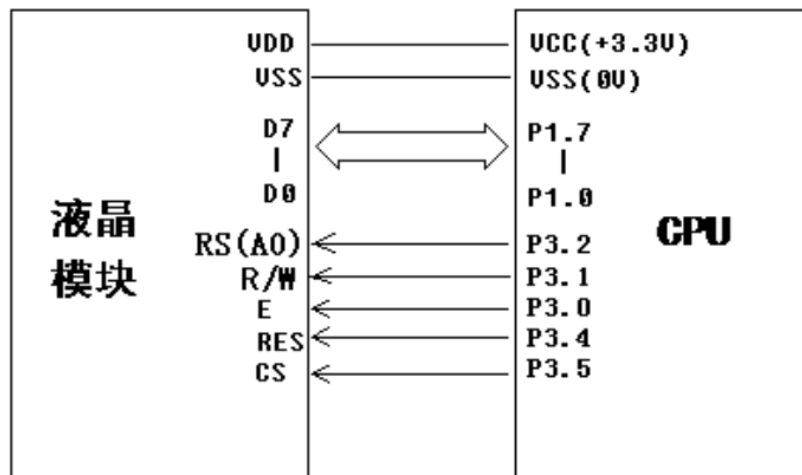 VDD VCC(+3.3V)
VSS VSS(0V)
D7 P1.7
D0 P1.0
液晶
模块
CPU
RS(A0) P3.2
R/W P3.1
E P3.0
RES P3.4
CS P3.5